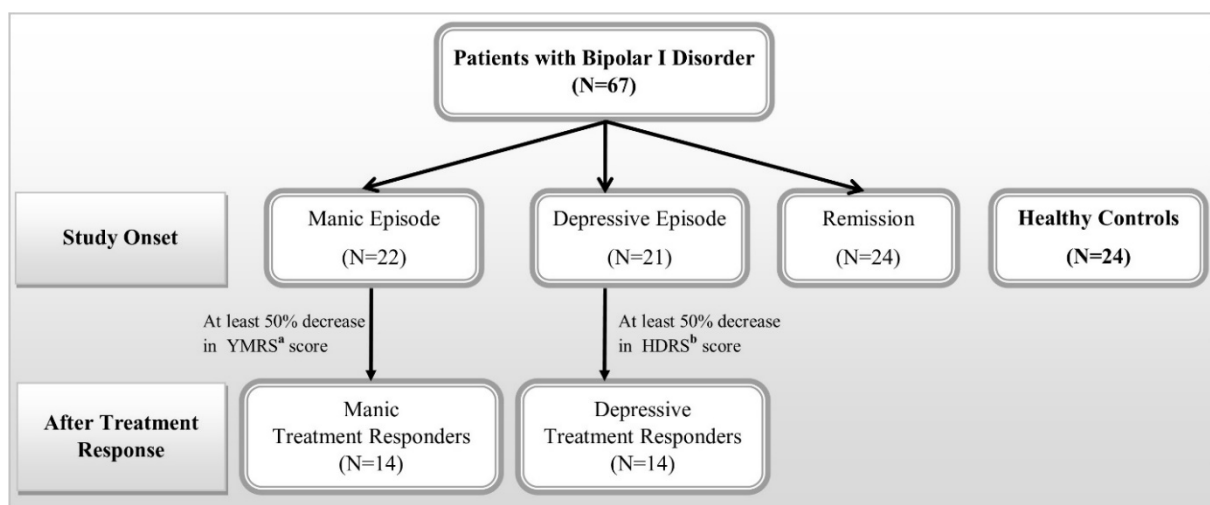 Patients with Bipolar I Disorder
(N=67)
Study Onset
Manic Episode
(N=22)
Depressive Episode
(N=21)
Remission
(N=24)
Healthy Controls
(N=24)
At least 50% decrease
in YMRSᵃ score
At least 50% decrease
in HDRSᵇ score
After Treatment
Response
Manic
Treatment Responders
(N=14)
Depressive
Treatment Responders
(N=14)